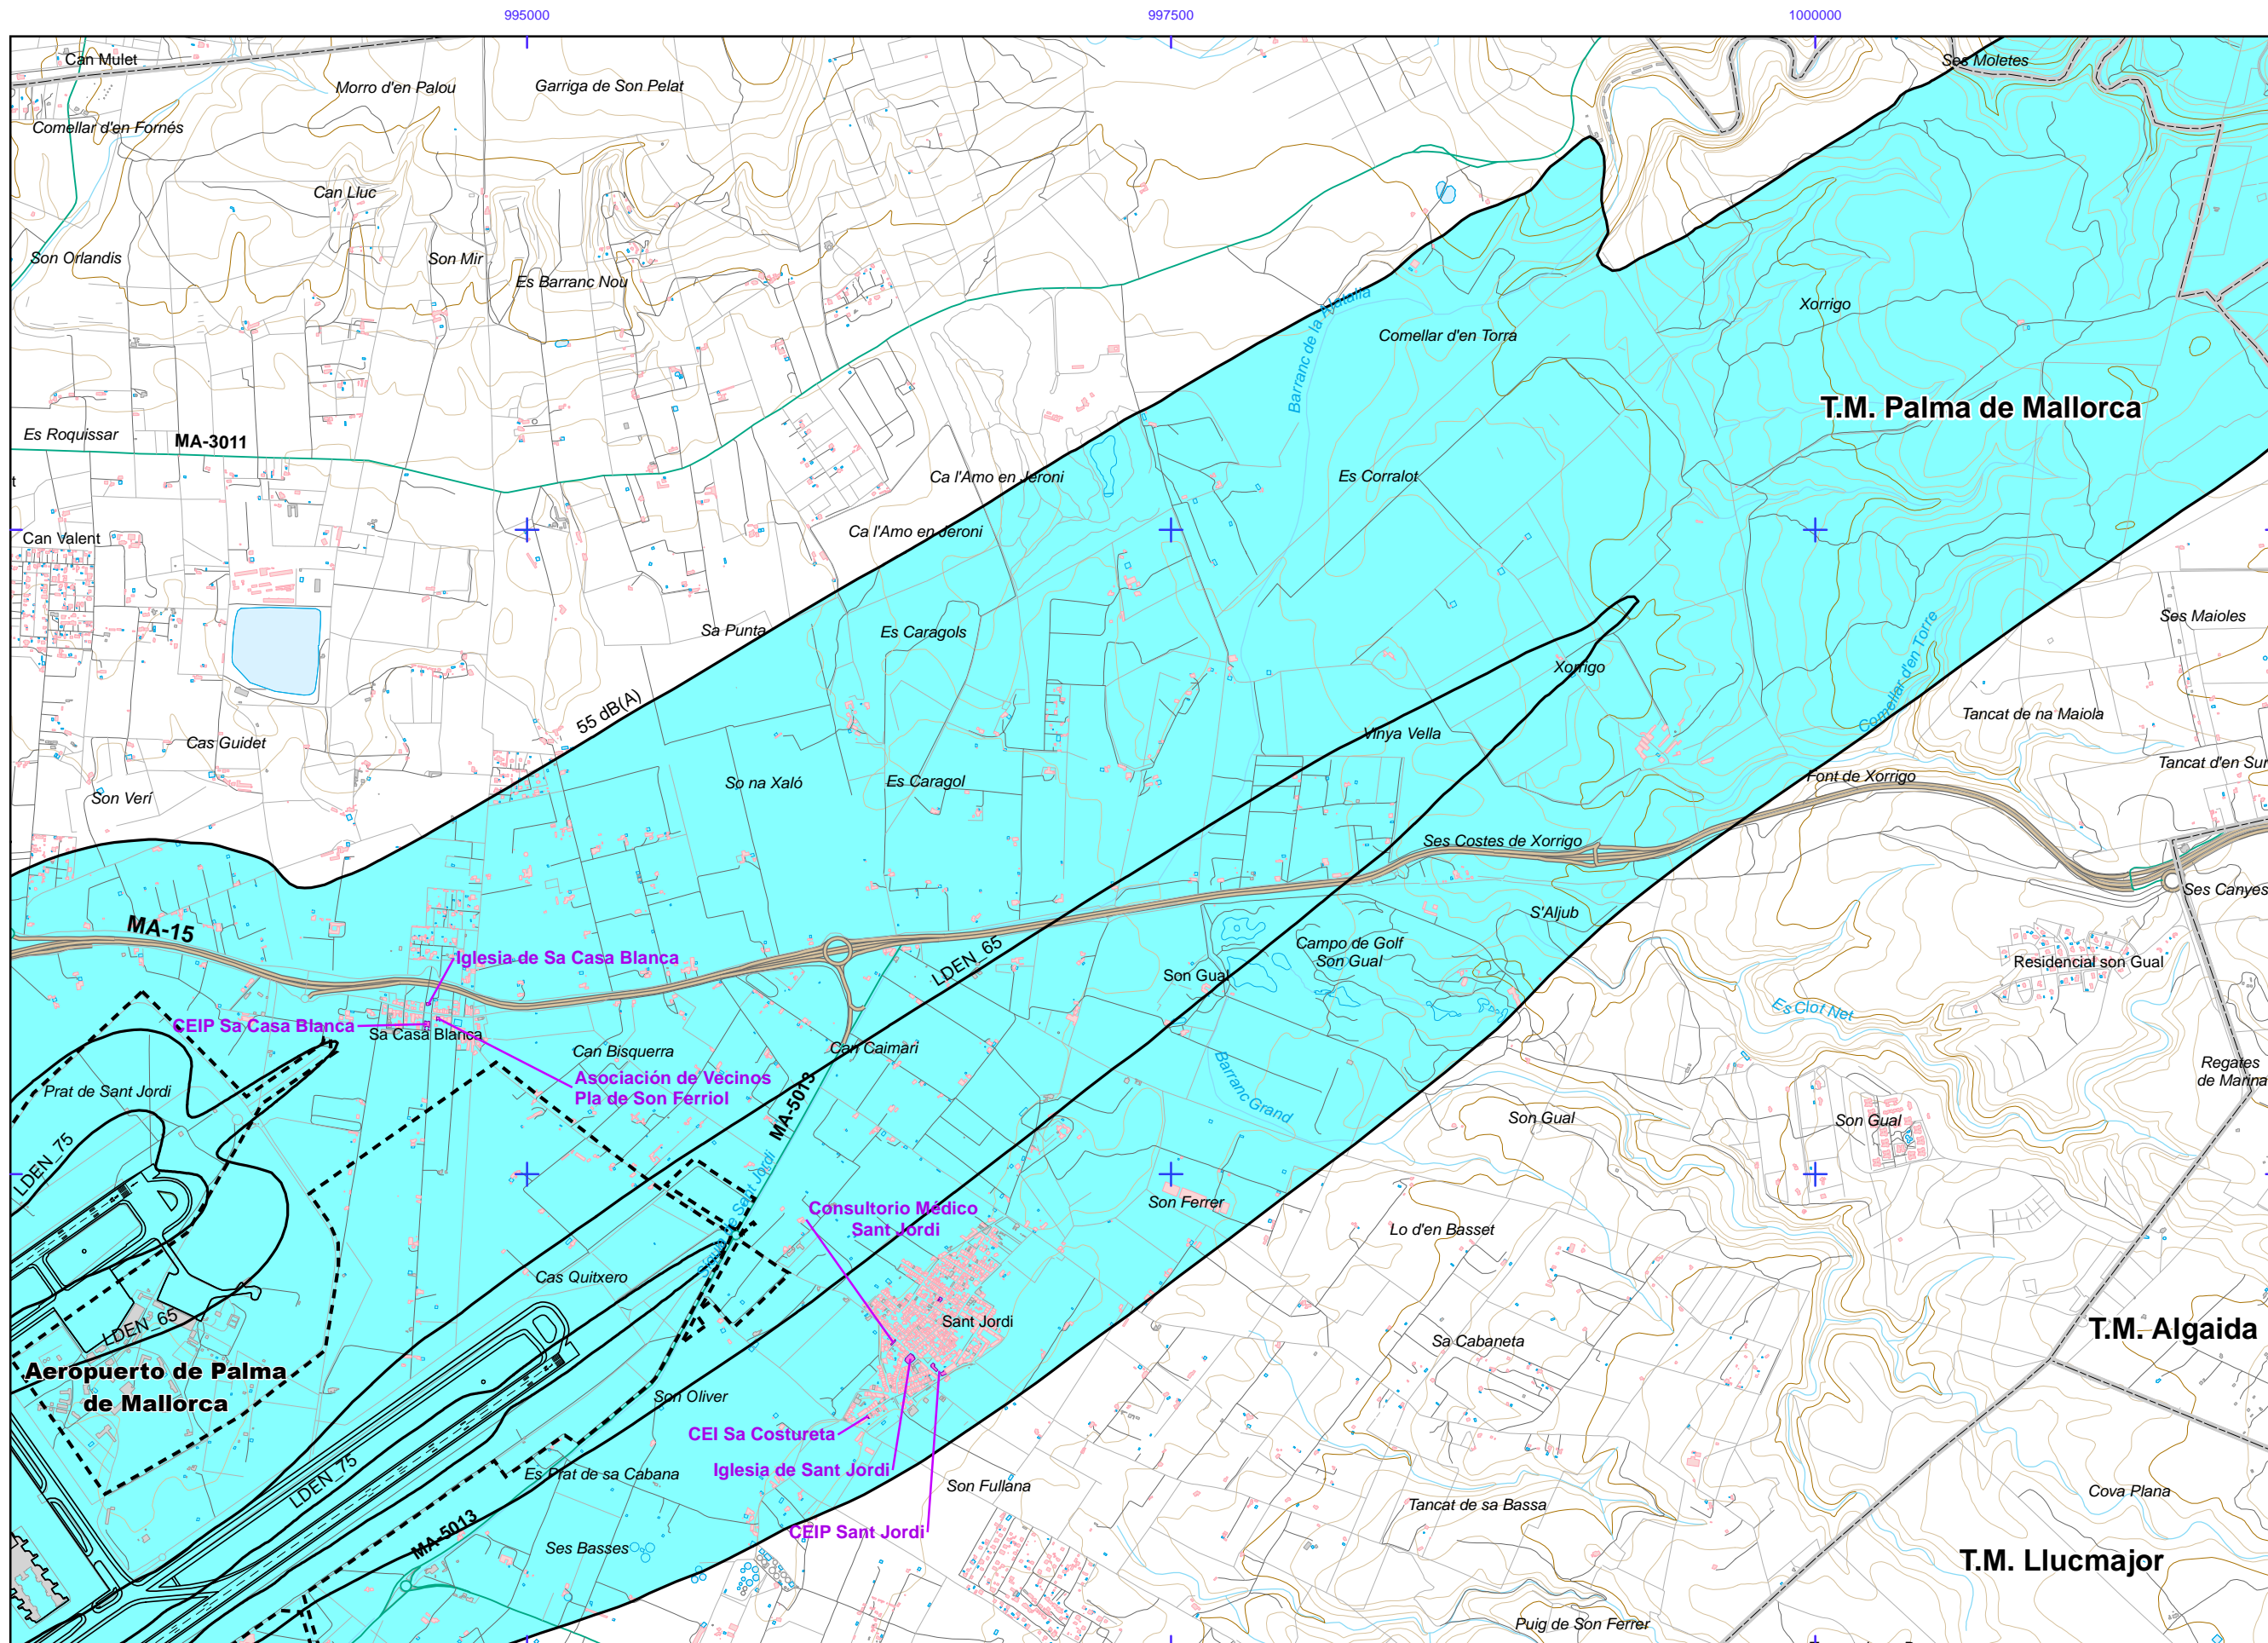 995000
997500
1000000
Can Mulet
Morro d'en Palou
Garriga de Son Pelat
Ses Moletes
Comellar d'en Fornés
Can Lluc
Son Orlandis
Son Mir
Es Barranc Nou
Barranc de la Atalaia
Xorrigo
Comellar d'en Torra
T.M. Palma de Mallorca
Es Roquissar
MA-3011
Ca l'Amo en Jeroni
Es Corralot
t
Can Valent
Ca l'Amo en Jeroni
Sa Punta
Es Caragols
Ses Maioles
Xorrigo
Comellar d'en Torre
55 dB(A)
Tancat de na Maiola
Cas Guidet
Vinya Vella
Tancat d'en Sur
Font de Xorrigo
So na Xaló
Es Caragol
Son Verí
Ses Costes de Xorrigo
Ses Canyes
MA-15
S'Aljub
Iglesia de Sa Casa Blanca
LDEN_65
Campo de Golf
Son Gual
Son Gual
Residencial son Gual
Es Clot Net
CEIP Sa Casa Blanca
Sa Casa Blanca
Can Bisquerra
Can Caimari
Regates
de Marina
Asociación de Vecinos
Pla de Son Ferriol
Prat de Sant Jordi
MA-5013
Barranc Grand
Son Gual
Son Gual
LDEN_75
Síquia de Sant Jordi
Son Ferrer
Consultorio Médico
Sant Jordi
Lo d'en Basset
Cas Quitxero
LDEN_65
Sant Jordi
Sa Cabaneta
T.M. Algaida
Aeropuerto de Palma
de Mallorca
Son Oliver
CEI Sa Costureta
Iglesia de Sant Jordi
LDEN_75
Es Prat de sa Cabana
Son Fullana
Cova Plana
Tancat de sa Bassa
CEIP Sant Jordi
MA-5013
Ses Basses
T.M. Llucmajor
Puig de Son Ferrer